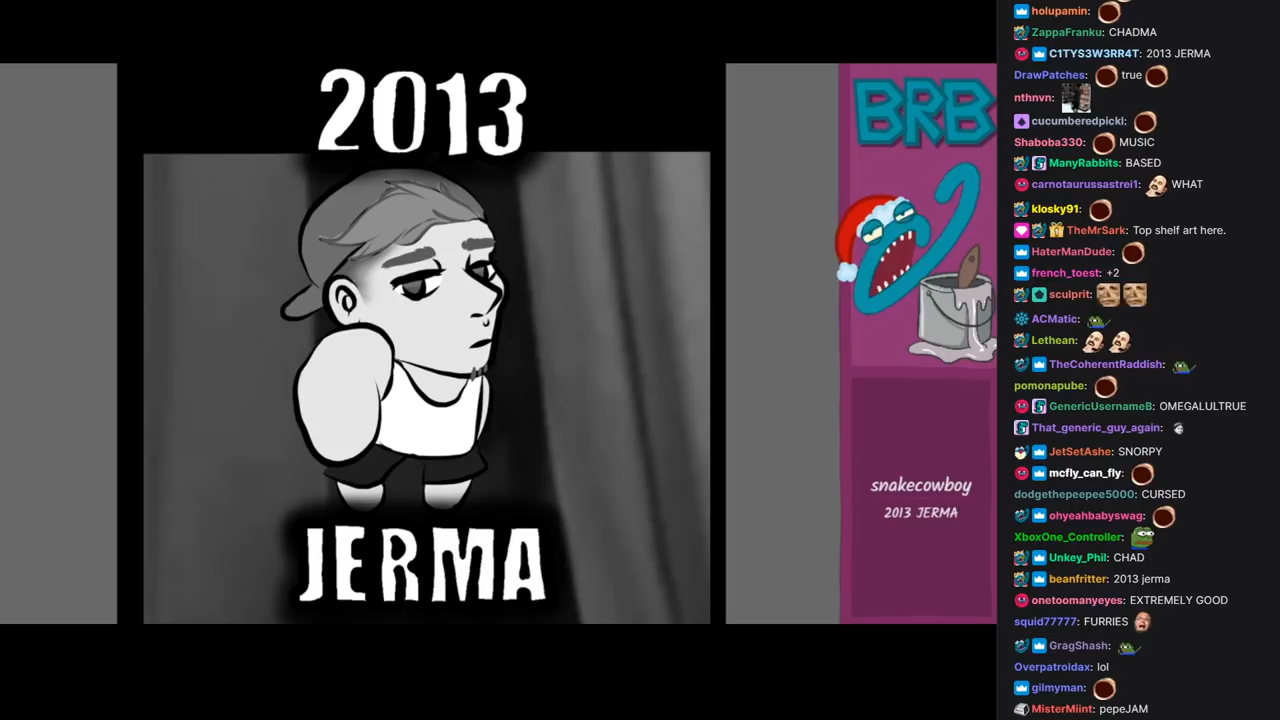 2013
JERMA
BRB
snakecowboy
2013 JERMA
holupamin:
ZappaFranku: CHADMA
C1TYS3W3RR4T: 2013 JERMA
DrawPatches: true
nthnvn:
cucumberedpickl:
Shaboba330: MUSIC
ManyRabbits: BASED
carnotaurussastrei1: WHAT
klosky91:
TheMrSark: Top shelf art here.
HaterManDude:
french_toest: +2
sculprit:
ACMatic:
Lethean:
TheCoherentRaddish:
pomonapube:
GenericUsernameB: OMEGALULTRUE
That_generic_guy_again:
JetSetAshe: SNORPY
mcfly_can_fly:
dodgethepeepee5000: CURSED
ohyeahbabyswag:
XboxOne_Controller:
Unkey_Phil: CHAD
beanfritter: 2013 jerma
onetoomanyeyes: EXTREMELY GOOD
squid77777: FURRIES
GragShash:
Overpatroldax: lol
gilmyman:
MisterMiint: pepeJAM